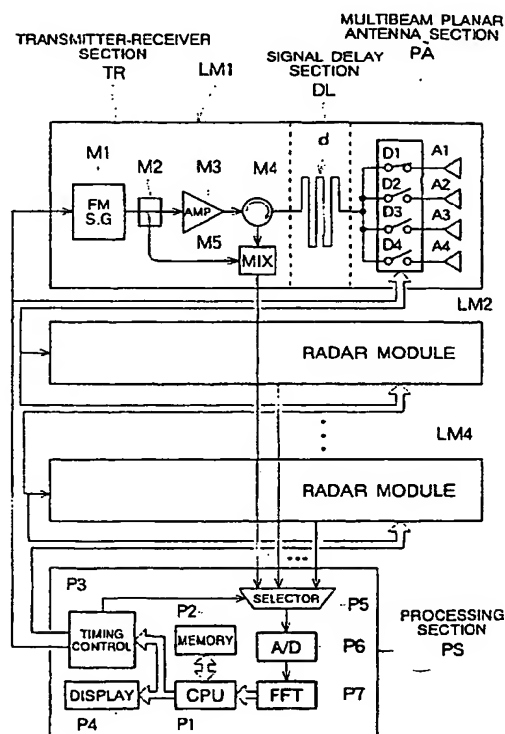 MULTIBEAM PLANAR
ANTENNA SECTION
PA
TRANSMITTER-RECEIVER
SECTION
TR
LM1
SIGNAL DELAY
SECTION
DL
d
M1
M2
M3
M4
FM
S.G
AMP
M5
MIX
D1
D2
D3
D4
A1
A2
A3
A4
LM2
RADAR MODULE
LM4
RADAR MODULE
P3
TIMING
CONTROL
P2
MEMORY
SELECTOR
P5
A/D
P6
DISPLAY
CPU
FFT
P7
P4
P1
PROCESSING
SECTION
PS